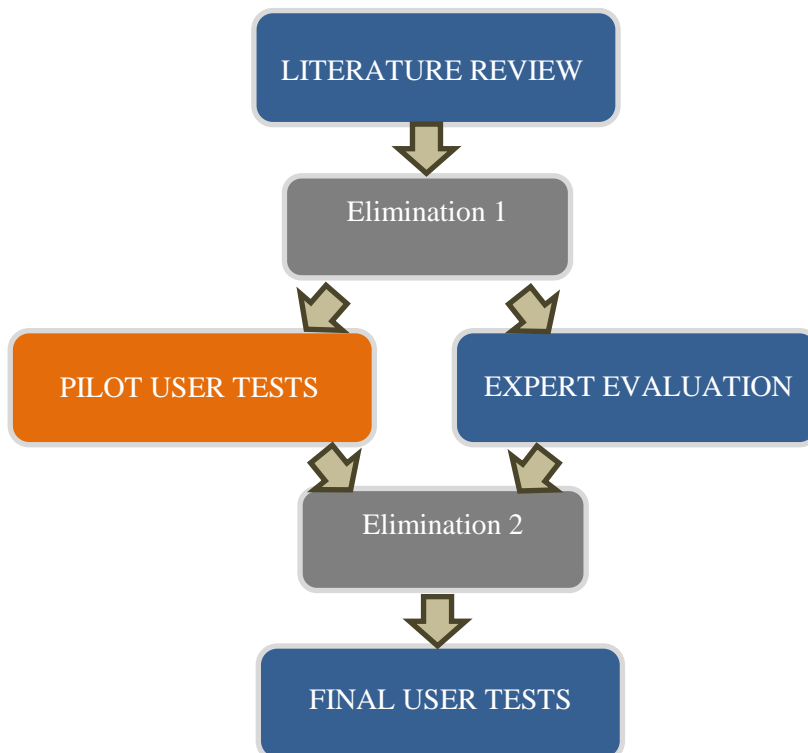 LITERATURE REVIEW
Elimination 1
PILOT USER TESTS
EXPERT EVALUATION
Elimination 2
FINAL USER TESTS